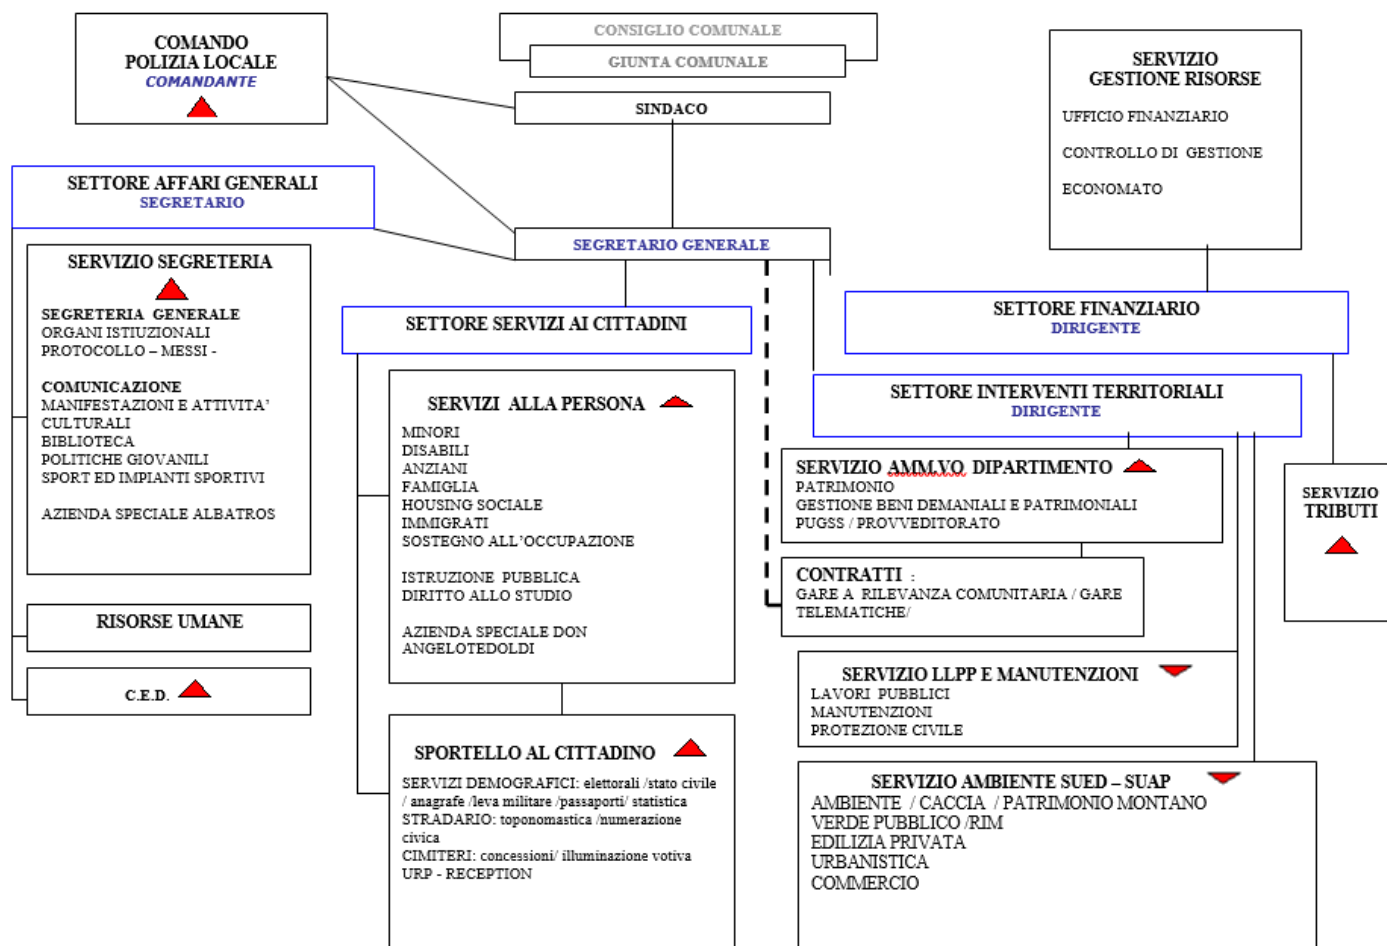 COMANDO
POLIZIA LOCALE
COMANDANTE
CONSIGLIO COMUNALE
GIUNTA COMUNALE
SINDACO
SERVIZIO
GESTIONE RISORSE
UFFICIO FINANZIARIO
CONTROLLO DI GESTIONE
ECONOMATO
SETTORE AFFARI GENERALI
SEGRETARIO
SEGRETARIO GENERALE
SERVIZIO SEGRETERIA
SEGRETERIA GENERALE
ORGANI ISTIUZIONALI
PROTOCOLLO – MESSI -
COMUNICAZIONE
MANIFESTAZIONI E ATTIVITA’
CULTURALI
BIBLIOTECA
POLITICHE GIOVANILI
SPORT ED IMPIANTI SPORTIVI
AZIENDA SPECIALE ALBATROS
RISORSE UMANE
C.E.D.
SETTORE SERVIZI AI CITTADINI
SERVIZI ALLA PERSONA
MINORI
DISABILI
ANZIANI
FAMIGLIA
HOUSING SOCIALE
IMMIGRATI
SOSTEGNO ALL’OCCUPAZIONE
ISTRUZIONE PUBBLICA
DIRITTO ALLO STUDIO
AZIENDA SPECIALE DON
ANGELOTEDOLDI
SPORTELLO AL CITTADINO
SERVIZI DEMOGRAFICI: elettorali /stato civile
/ anagrafe /leva militare /passaporti/ statistica
STRADARIO: toponomastica /numerazione
civica
CIMITERI: concessioni/ illuminazione votiva
URP - RECEPTION
SETTORE FINANZIARIO
DIRIGENTE
SETTORE INTERVENTI TERRITORIALI
DIRIGENTE
SERVIZIO AMM.VO DIPARTIMENTO
PATRIMONIO
GESTIONE BENI DEMANIALI E PATRIMONIALI
PUGSS / PROVVEDITORATO
CONTRATTI :
GARE A RILEVANZA COMUNITARIA / GARE
TELEMATICHE/
SERVIZIO
TRIBUTI
SERVIZIO LLPP E MANUTENZIONI
LAVORI PUBBLICI
MANUTENZIONI
PROTEZIONE CIVILE
SERVIZIO AMBIENTE SUED – SUAP
AMBIENTE / CACCIA / PATRIMONIO MONTANO
VERDE PUBBLICO /RIM
EDILIZIA PRIVATA
URBANISTICA
COMMERCIO